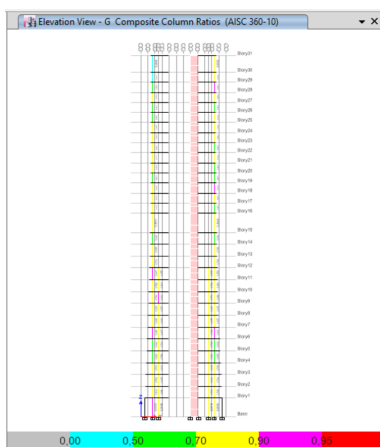 Elevation View - G Composite Column Ratios (AISC 360-10)
Story31
Story30
Story29
Story28
Story27
Story26
Story25
Story24
Story23
Story22
Story21
Story20
Story19
Story18
Story17
Story16
Story15
Story14
Story13
Story12
Story11
Story10
Story9
Story8
Story7
Story6
Story5
Story4
Story3
Story2
Story1
Z
Base
0,00 0,50 0,70 0,90 0,95